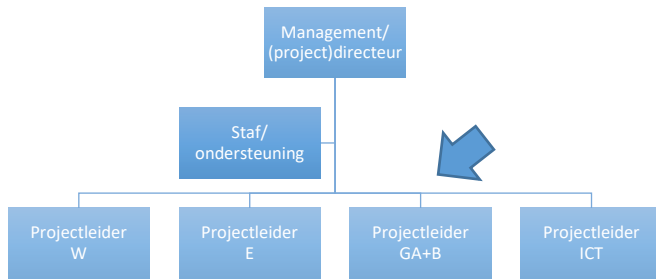 Management/
(project)directeur
Staf/
ondersteuning
Projectleider
W
Projectleider
E
Projectleider
GA+B
Projectleider
ICT